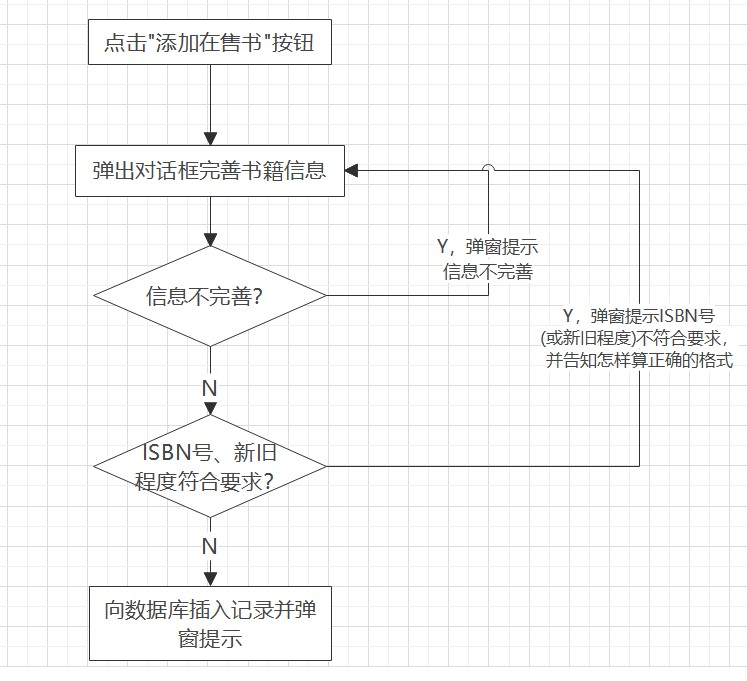 点击"添加在售书"按钮
弹出对话框完善书籍信息
Y，弹窗提示
信息不完善
信息不完善？
Y，弹窗提示ISBN号
(或新旧程度)不符合要求，
并告知怎样算正确的格式
N
ISBN号、新旧
程度符合要求？
N
向数据库插入记录并弹
窗提示